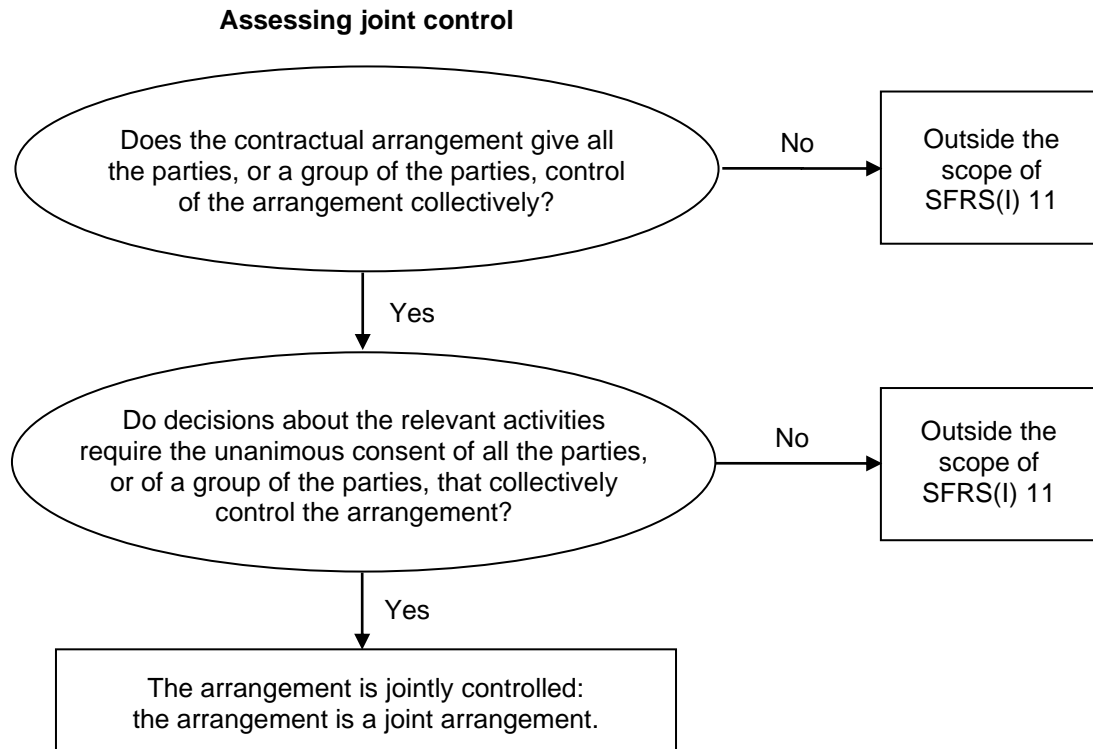 Assessing joint control
Does the contractual arrangement give all
the parties, or a group of the parties, control
of the arrangement collectively?
No
Outside the
scope of
SFRS(I) 11
Yes
Do decisions about the relevant activities
require the unanimous consent of all the parties,
or of a group of the parties, that collectively
control the arrangement?
No
Outside the
scope of
SFRS(I) 11
Yes
The arrangement is jointly controlled:
the arrangement is a joint arrangement.